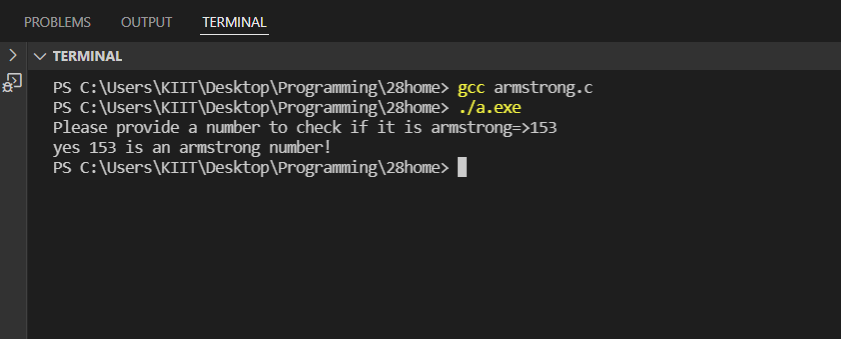 PROBLEMS OUTPUT TERMINAL
TERMINAL
PS C:\Users\KIIT\Desktop\Programming\28home> gcc armstrong.c
PS C:\Users\KIIT\Desktop\Programming\28home> ./a.exe
Please provide a number to check if it is armstrong=>153
yes 153 is an armstrong number!
PS C:\Users\KIIT\Desktop\Programming\28home>